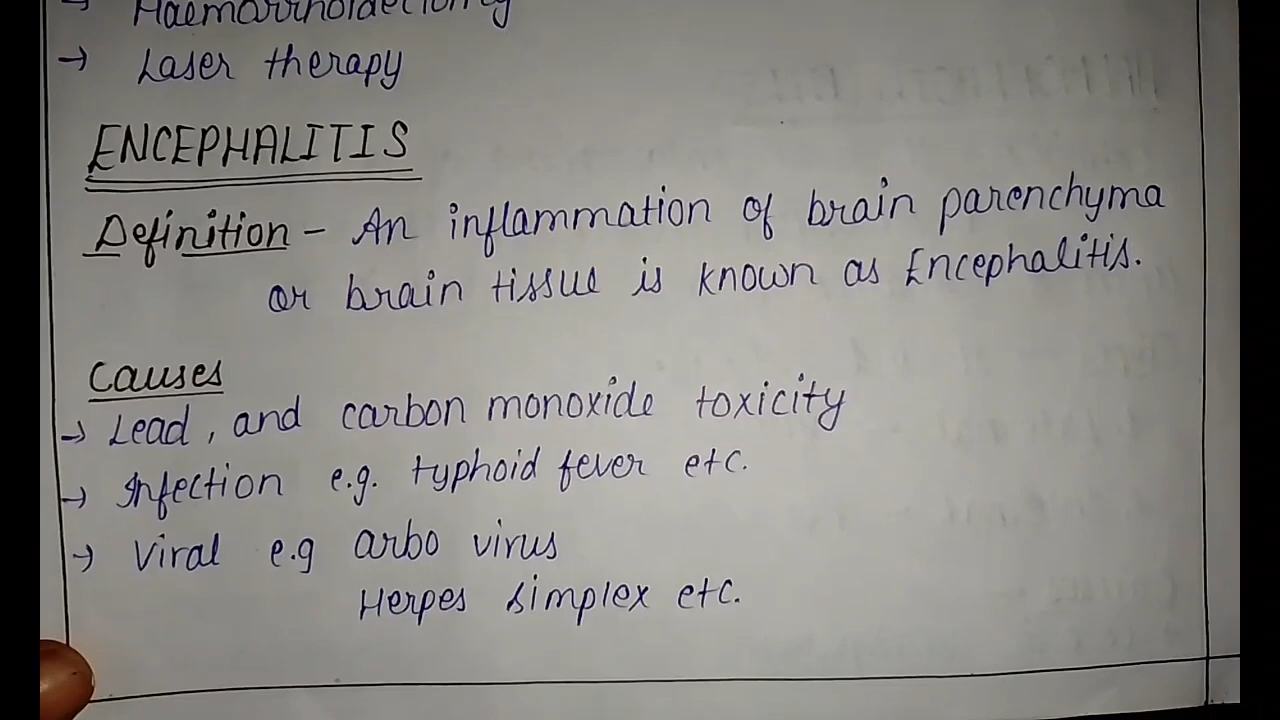 → Haemorrhoidectomy
→ Laser therapy
ENCEPHALITIS
Definition - An inflammation of brain parenchyma
or brain tissue is known as Encephalitis.
Causes
→ Lead, and carbon monoxide toxicity
→ Infection e.g. typhoid fever etc.
→ Viral e.g arbo virus
Herpes simplex etc.